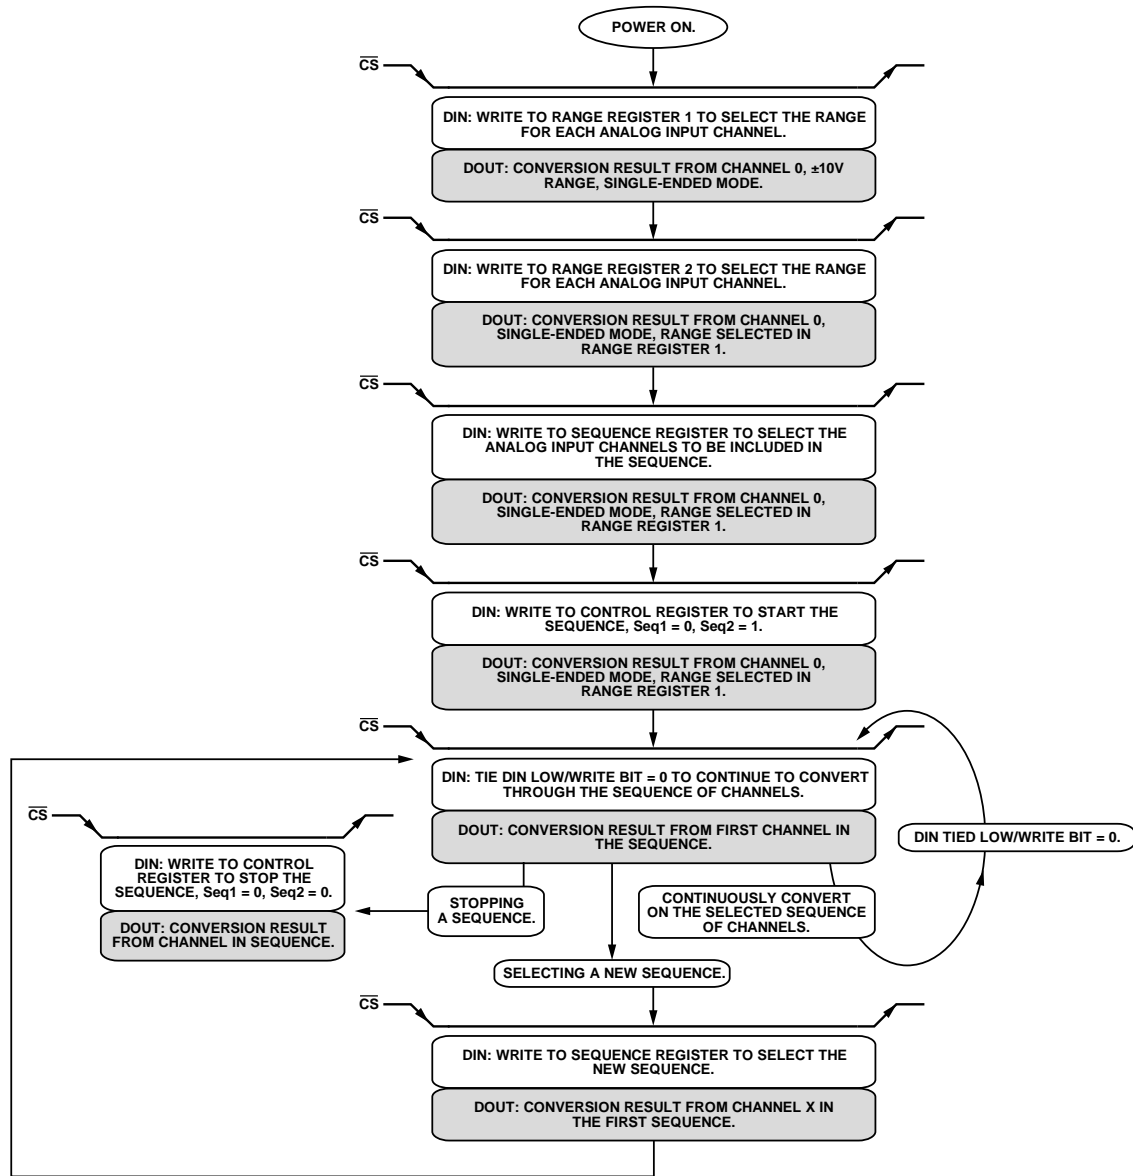 POWER ON.
CS
DIN: WRITE TO RANGE REGISTER 1 TO SELECT THE RANGE
FOR EACH ANALOG INPUT CHANNEL.
DOUT: CONVERSION RESULT FROM CHANNEL 0, ±10V
RANGE, SINGLE-ENDED MODE.
CS
DIN: WRITE TO RANGE REGISTER 2 TO SELECT THE RANGE
FOR EACH ANALOG INPUT CHANNEL.
DOUT: CONVERSION RESULT FROM CHANNEL 0,
SINGLE-ENDED MODE, RANGE SELECTED IN
RANGE REGISTER 1.
CS
DIN: WRITE TO SEQUENCE REGISTER TO SELECT THE
ANALOG INPUT CHANNELS TO BE INCLUDED IN
THE SEQUENCE.
DOUT: CONVERSION RESULT FROM CHANNEL 0,
SINGLE-ENDED MODE, RANGE SELECTED IN
RANGE REGISTER 1.
CS
DIN: WRITE TO CONTROL REGISTER TO START THE
SEQUENCE, Seq1 = 0, Seq2 = 1.
DOUT: CONVERSION RESULT FROM CHANNEL 0,
SINGLE-ENDED MODE, RANGE SELECTED IN
RANGE REGISTER 1.
CS
DIN: TIE DIN LOW/WRITE BIT = 0 TO CONTINUE TO CONVERT
THROUGH THE SEQUENCE OF CHANNELS.
DOUT: CONVERSION RESULT FROM FIRST CHANNEL IN
THE SEQUENCE.
DIN TIED LOW/WRITE BIT = 0.
CS
DIN: WRITE TO CONTROL
REGISTER TO STOP THE
SEQUENCE, Seq1 = 0, Seq2 = 0.
DOUT: CONVERSION RESULT
FROM CHANNEL IN SEQUENCE.
STOPPING
A SEQUENCE.
CONTINUOUSLY CONVERT
ON THE SELECTED SEQUENCE
OF CHANNELS.
SELECTING A NEW SEQUENCE.
CS
DIN: WRITE TO SEQUENCE REGISTER TO SELECT THE
NEW SEQUENCE.
DOUT: CONVERSION RESULT FROM CHANNEL X IN
THE FIRST SEQUENCE.